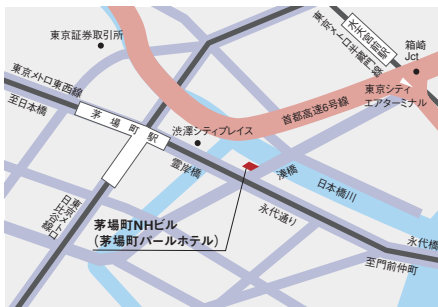 東京証券取引所
水天宮前駅
東京メトロ半蔵門線
箱崎
Jct
東京メトロ東西線
至日本橋
首都高速6号線
東京シティ
エアターミナル
茅場町駅
渋澤シティプレイス
霊岸橋
湊橋
日本橋川
東京メトロ
日比谷線
茅場町NHビル
(茅場町パールホテル)
永代通り
永代橋
至門前仲町